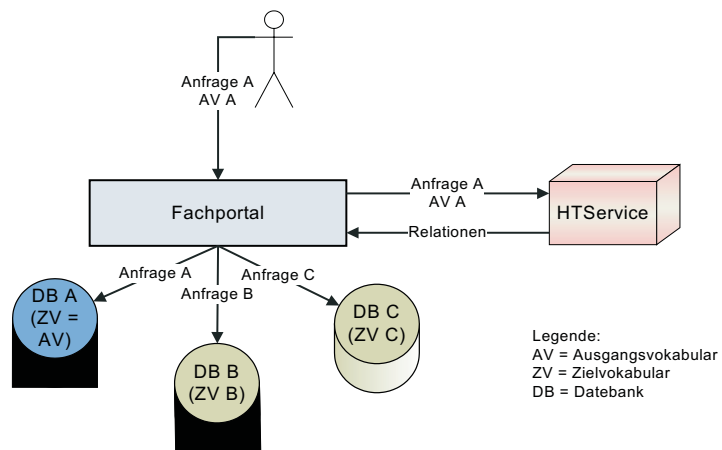 Anfrage A
AV A
Fachportal
Anfrage A
AV A
HTService
Relationen
Anfrage A
Anfrage B
Anfrage C
DB A
(ZV =
AV)
DB B
(ZV B)
DB C
(ZV C)
Legende:
AV = Ausgangsvokabular
ZV = Zielvokabular
DB = Datebank